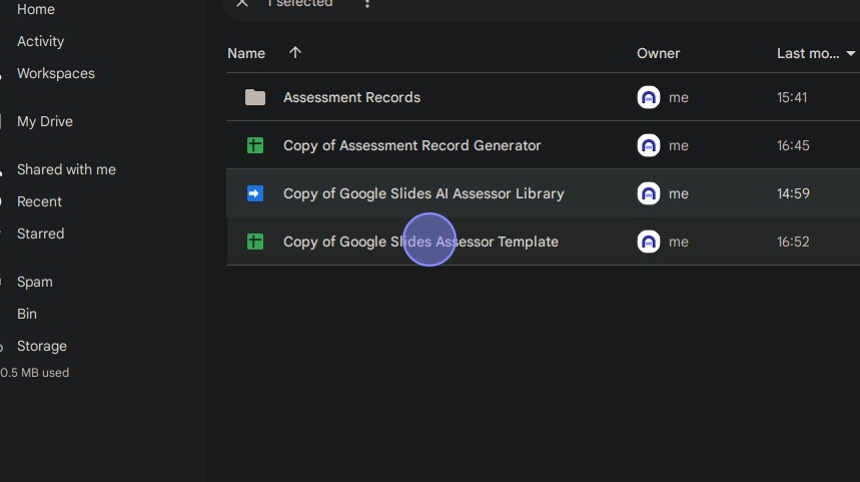 Home
Activity
Workspaces
My Drive
Shared with me
Recent
Starred
Spam
Bin
Storage
0.5 MB used
1 selected
Name Owner Last mo...
Assessment Records me 15:41
Copy of Assessment Record Generator me 16:45
Copy of Google Slides AI Assessor Library me 14:59
Copy of Google Slides Assessor Template me 16:52